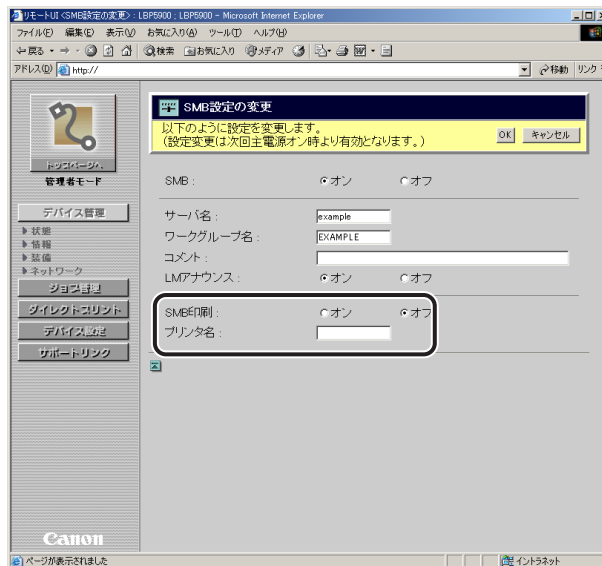 リモートUI <SMB設定の変更> : LBP5900 : LBP5900 - Microsoft Internet Explorer
ファイル(F) 編集(E) 表示(V) お気に入り(A) ツール(T) ヘルプ(H)
戻る 検索 お気に入り メディア
アドレス(D) http:// 移動 リンク
トップページへ
管理者モード
デバイス管理
状態
情報
装備
ネットワーク
ジョブ管理
ダイレクトプリント
デバイス設定
サポートリンク
Canon
SMB設定の変更
以下のように設定を変更します。
(設定変更は次回主電源オン時より有効となります。)
OK キャンセル
SMB : オン オフ
サーバ名 : example
ワークグループ名 : EXAMPLE
コメント :
LMアナウンス : オン オフ
SMB印刷 : オン オフ
プリンタ名 :
ページが表示されました イントラネット